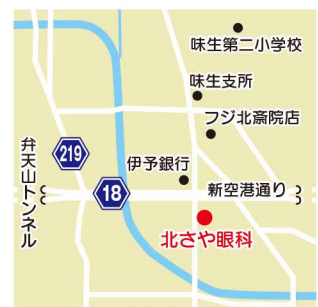 味生第二小学校
味生支所
フジ北斎院店
219
伊予銀行
18
新空港通り
弁天山トンネル
北さや眼科